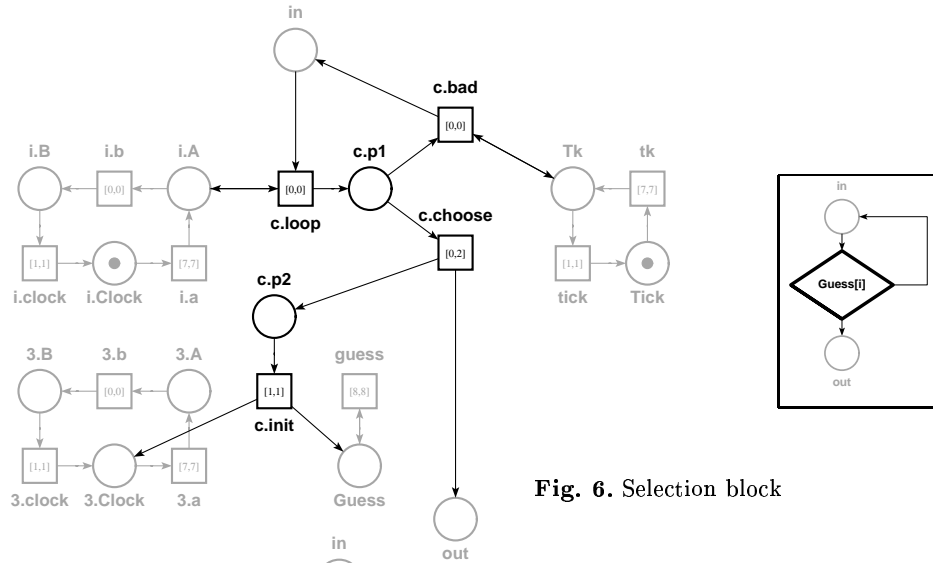 in
c.bad
[0,0]
i.B
i.b
i.A
c.p1
Tk
tk
[0,0]
[0,0]
[7,7]
c.loop
c.choose
[0,2]
[1,1]
[7,7]
[1,1]
i.clock
i.Clock
i.a
c.p2
tick
Tick
in
Guess[i]
out
3.B
3.b
3.A
guess
[0,0]
[1,1]
[8,8]
c.init
[1,1]
[7,7]
3.clock
3.Clock
3.a
Guess
Fig. 6. Selection block
in
out